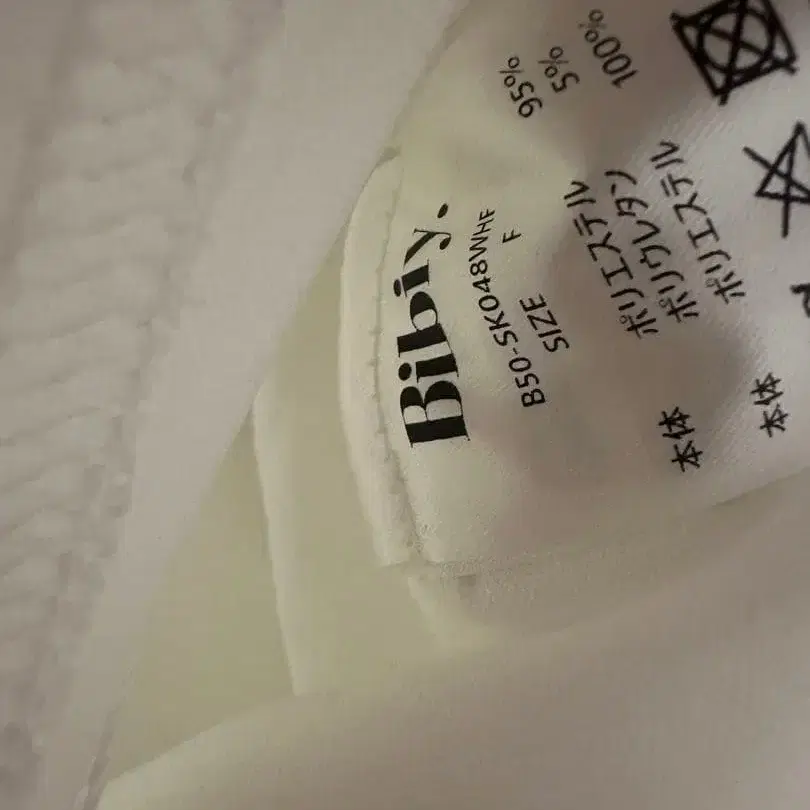 Bibiy.
B50-SK048WHF
SIZE F
本体 ポリエステル 95%
ポリウレタン 5%
本体 ポリエステル 100%